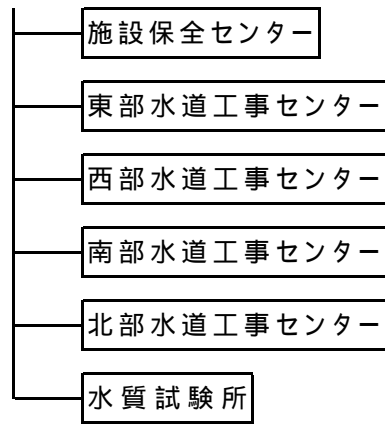 施設保全センター
東部水道工事センター
西部水道工事センター
南部水道工事センター
北部水道工事センター
水質試験所